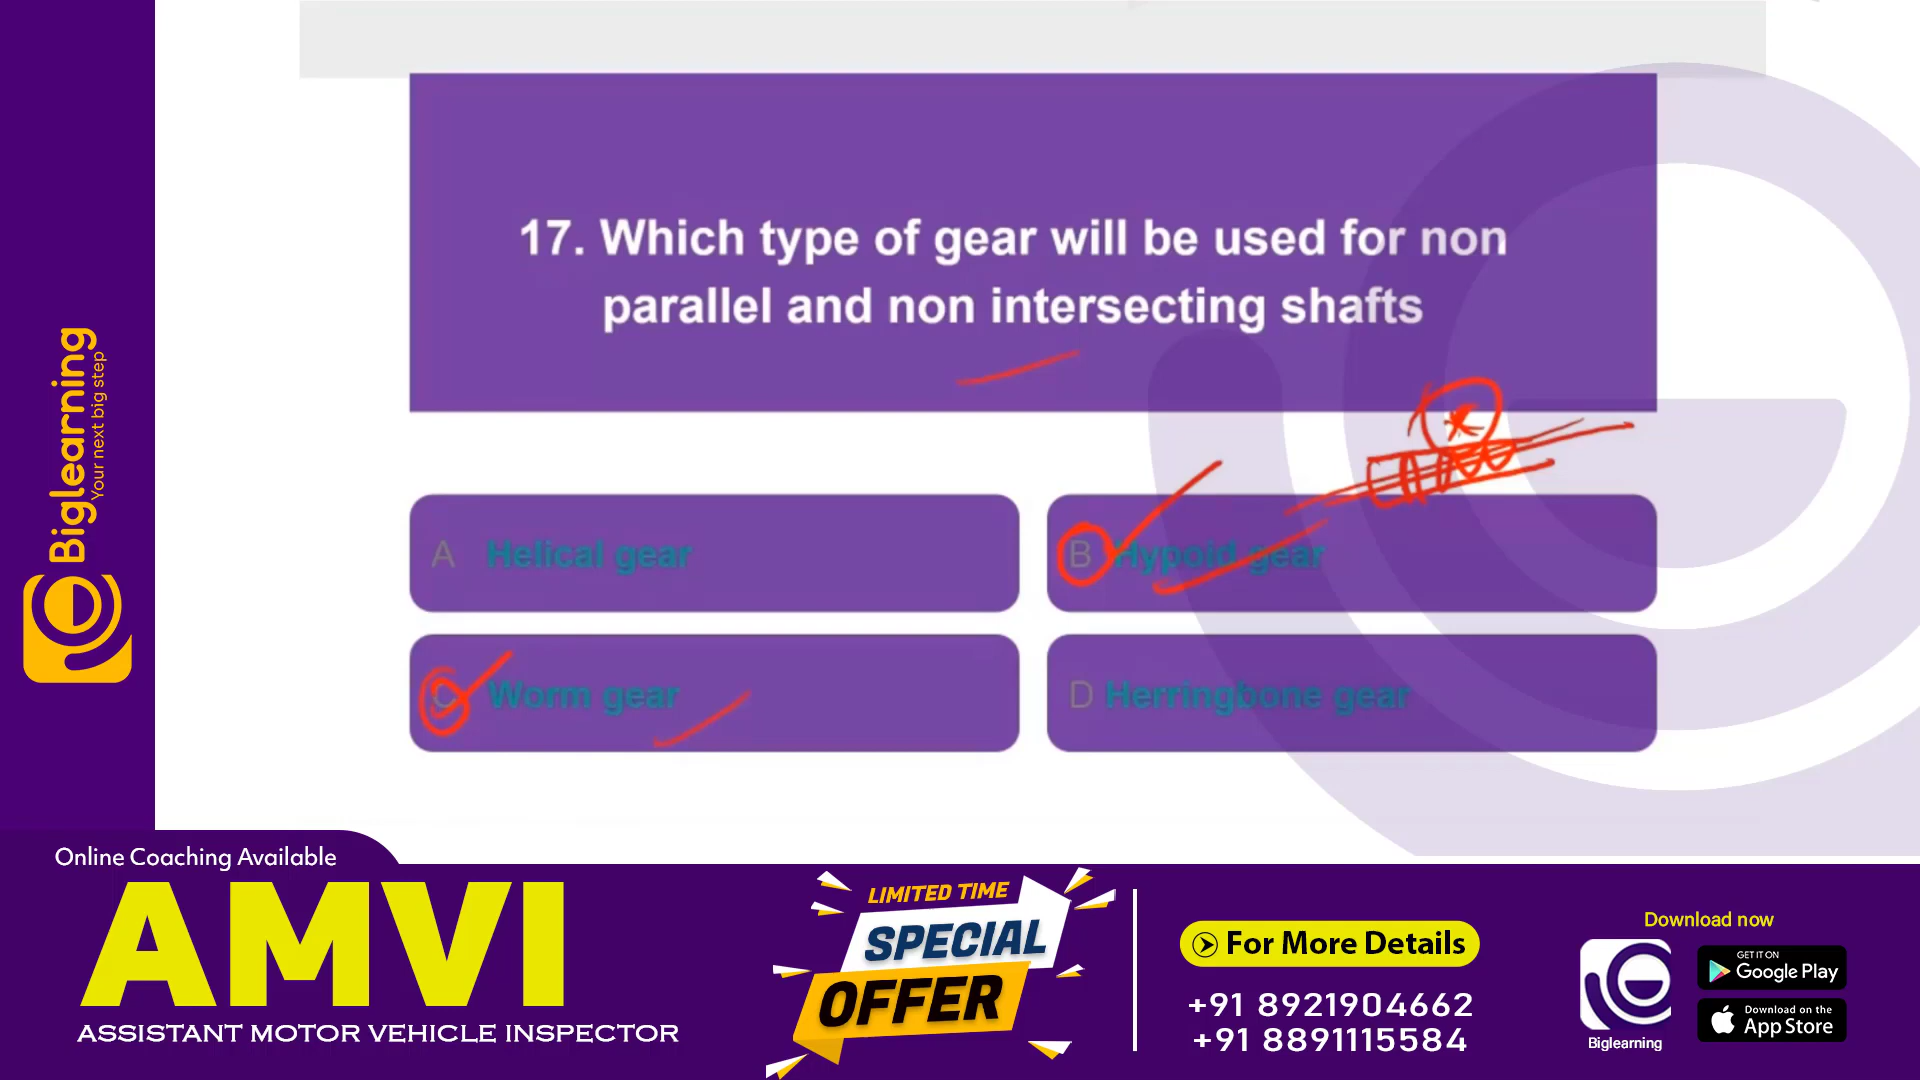 17. Which type of gear will be used for non
parallel and non intersecting shafts
A Helical gear
B Hypoid gear
C Worm gear
D Herringbone gear
Biglearning
Your next big step
Online Coaching Available
AMVI
ASSISTANT MOTOR VEHICLE INSPECTOR
LIMITED TIME
SPECIAL
OFFER
For More Details
+91 8921904662
+91 8891115584
Download now
Biglearning
GET IT ON
Google Play
Download on the
App Store